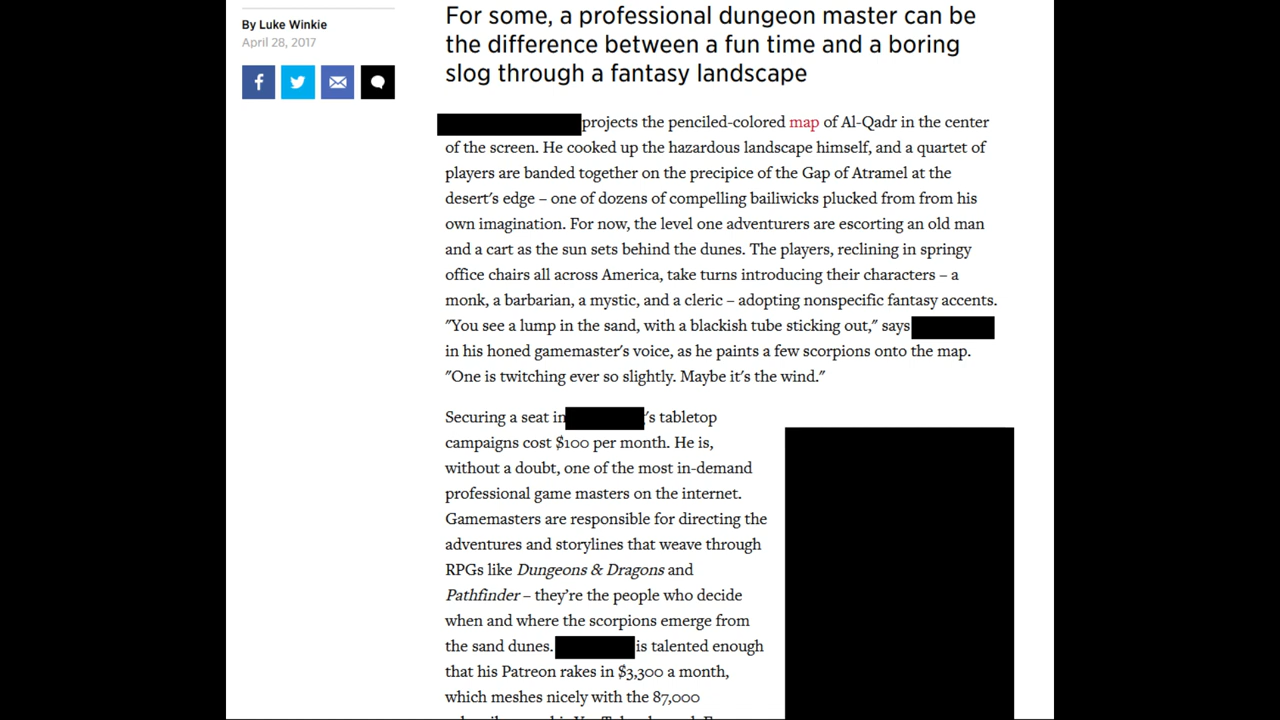 By Luke Winkie
April 28, 2017
For some, a professional dungeon master can be
the difference between a fun time and a boring
slog through a fantasy landscape
projects the penciled-colored map of Al-Qadr in the center
of the screen. He cooked up the hazardous landscape himself, and a quartet of
players are banded together on the precipice of the Gap of Atramel at the
desert's edge – one of dozens of compelling bailiwicks plucked from from his
own imagination. For now, the level one adventurers are escorting an old man
and a cart as the sun sets behind the dunes. The players, reclining in springy
office chairs all across America, take turns introducing their characters – a
monk, a barbarian, a mystic, and a cleric – adopting nonspecific fantasy accents.
"You see a lump in the sand, with a blackish tube sticking out," says
in his honed gamemaster's voice, as he paints a few scorpions onto the map.
"One is twitching ever so slightly. Maybe it's the wind."
Securing a seat in 's tabletop
campaigns cost $100 per month. He is,
without a doubt, one of the most in-demand
professional game masters on the internet.
Gamemasters are responsible for directing the
adventures and storylines that weave through
RPGs like Dungeons & Dragons and
Pathfinder – they're the people who decide
when and where the scorpions emerge from
the sand dunes. is talented enough
that his Patreon rakes in $3,300 a month,
which meshes nicely with the 87,000